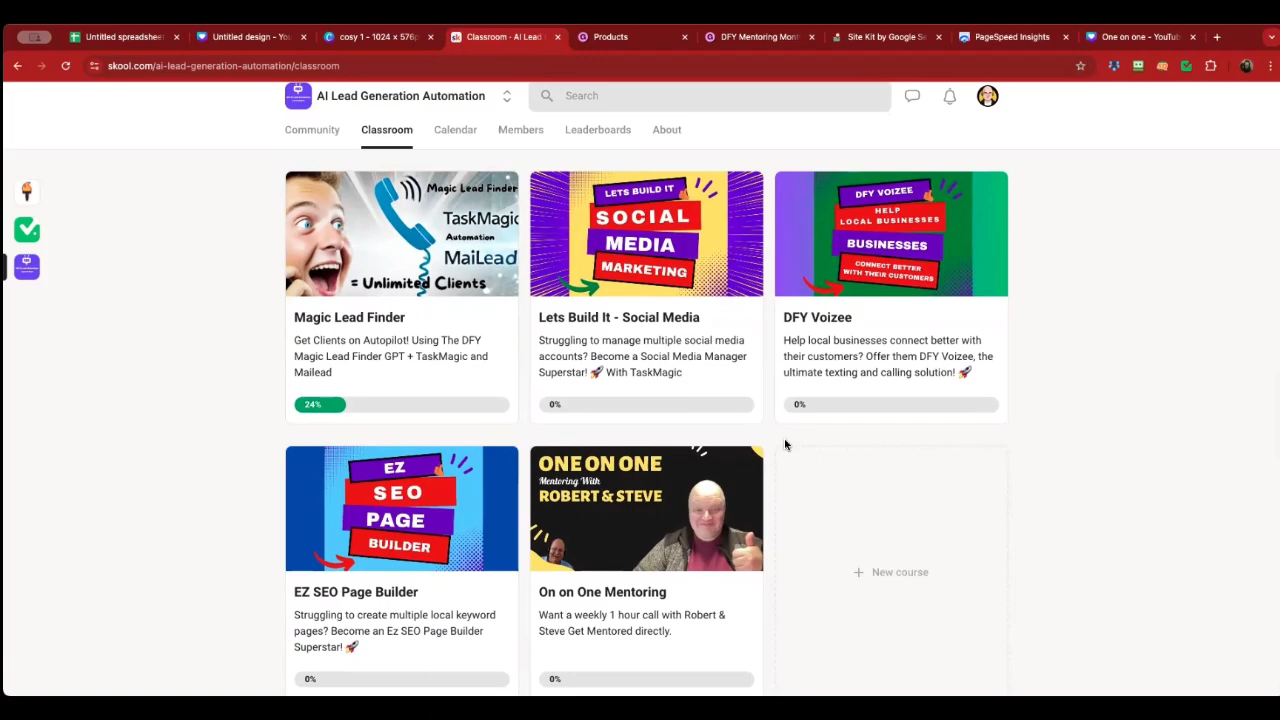 Untitled spreadsheet
Untitled design - You
cosy 1 - 1024 x 576p
Classroom - AI Lead
Products
DFY Mentoring Mont
Site Kit by Google Se
PageSpeed Insights
One on one - YouTub
skool.com/ai-lead-generation-automation/classroom
AI Lead Generation Automation
Search
Community
Classroom
Calendar
Members
Leaderboards
About
Magic Lead Finder
TaskMagic
Automation
MaiLead
= Unlimited Clients
Magic Lead Finder
Get Clients on Autopilot! Using The DFY
Magic Lead Finder GPT + TaskMagic and
Mailead
24%
LETS BUILD IT
SOCIAL
MEDIA
MARKETING
Lets Build It - Social Media
Struggling to manage multiple social media
accounts? Become a Social Media Manager
Superstar! 🚀 With TaskMagic
0%
DFY VOIZEE
HELP
LOCAL BUSINESSES
BUSINESSES
CONNECT BETTER
WITH THEIR CUSTOMERS
DFY Voizee
Help local businesses connect better with
their customers? Offer them DFY Voizee, the
ultimate texting and calling solution! 🚀
0%
EZ
SEO
PAGE
BUILDER
EZ SEO Page Builder
Struggling to create multiple local keyword
pages? Become an Ez SEO Page Builder
Superstar! 🚀
0%
ONE ON ONE
Mentoring With
ROBERT & STEVE
On on One Mentoring
Want a weekly 1 hour call with Robert &
Steve Get Mentored directly.
0%
+ New course